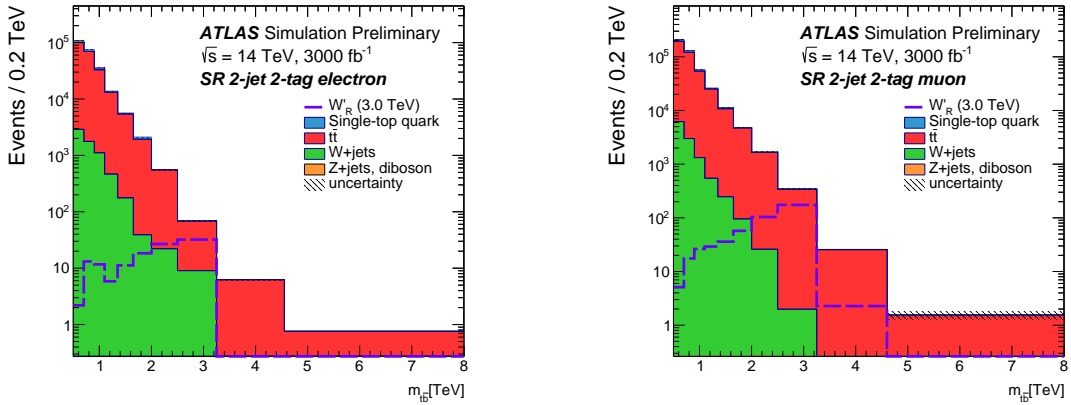 Events / 0.2 TeV
10⁵
10⁴
10³
10²
10
1
ATLAS Simulation Preliminary
√s = 14 TeV, 3000 fb⁻¹
SR 2-jet 2-tag electron
W'_R (3.0 TeV)
Single-top quark
tt̄
W+jets
Z+jets, diboson
uncertainty
1 2 3 4 5 6 7 8
m_tb̄[TeV]
Events / 0.2 TeV
10⁶
10⁵
10⁴
10³
10²
10
1
ATLAS Simulation Preliminary
√s = 14 TeV, 3000 fb⁻¹
SR 2-jet 2-tag muon
W'_R (3.0 TeV)
Single-top quark
tt̄
W+jets
Z+jets, diboson
uncertainty
1 2 3 4 5 6 7 8
m_tb̄[TeV]